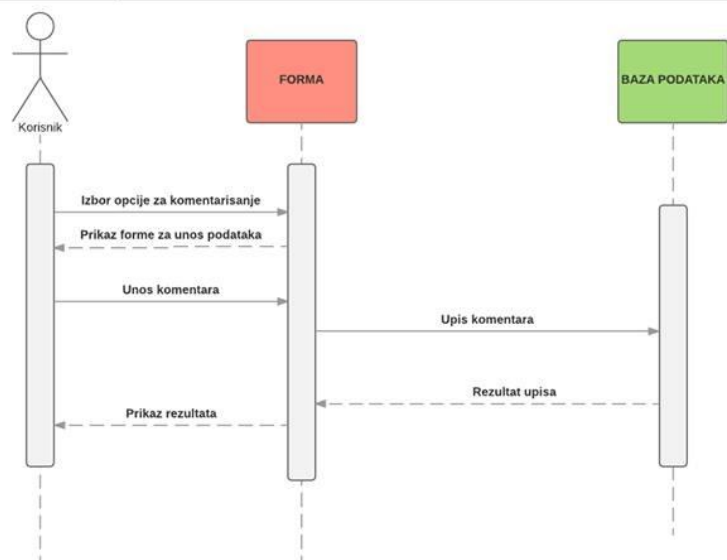 FORMA
BAZA PODATAKA
Korisnik
Izbor opcije za komentarisanje
Prikaz forme za unos podataka
Unos komentara
Upis komentara
Rezultat upisa
Prikaz rezultata